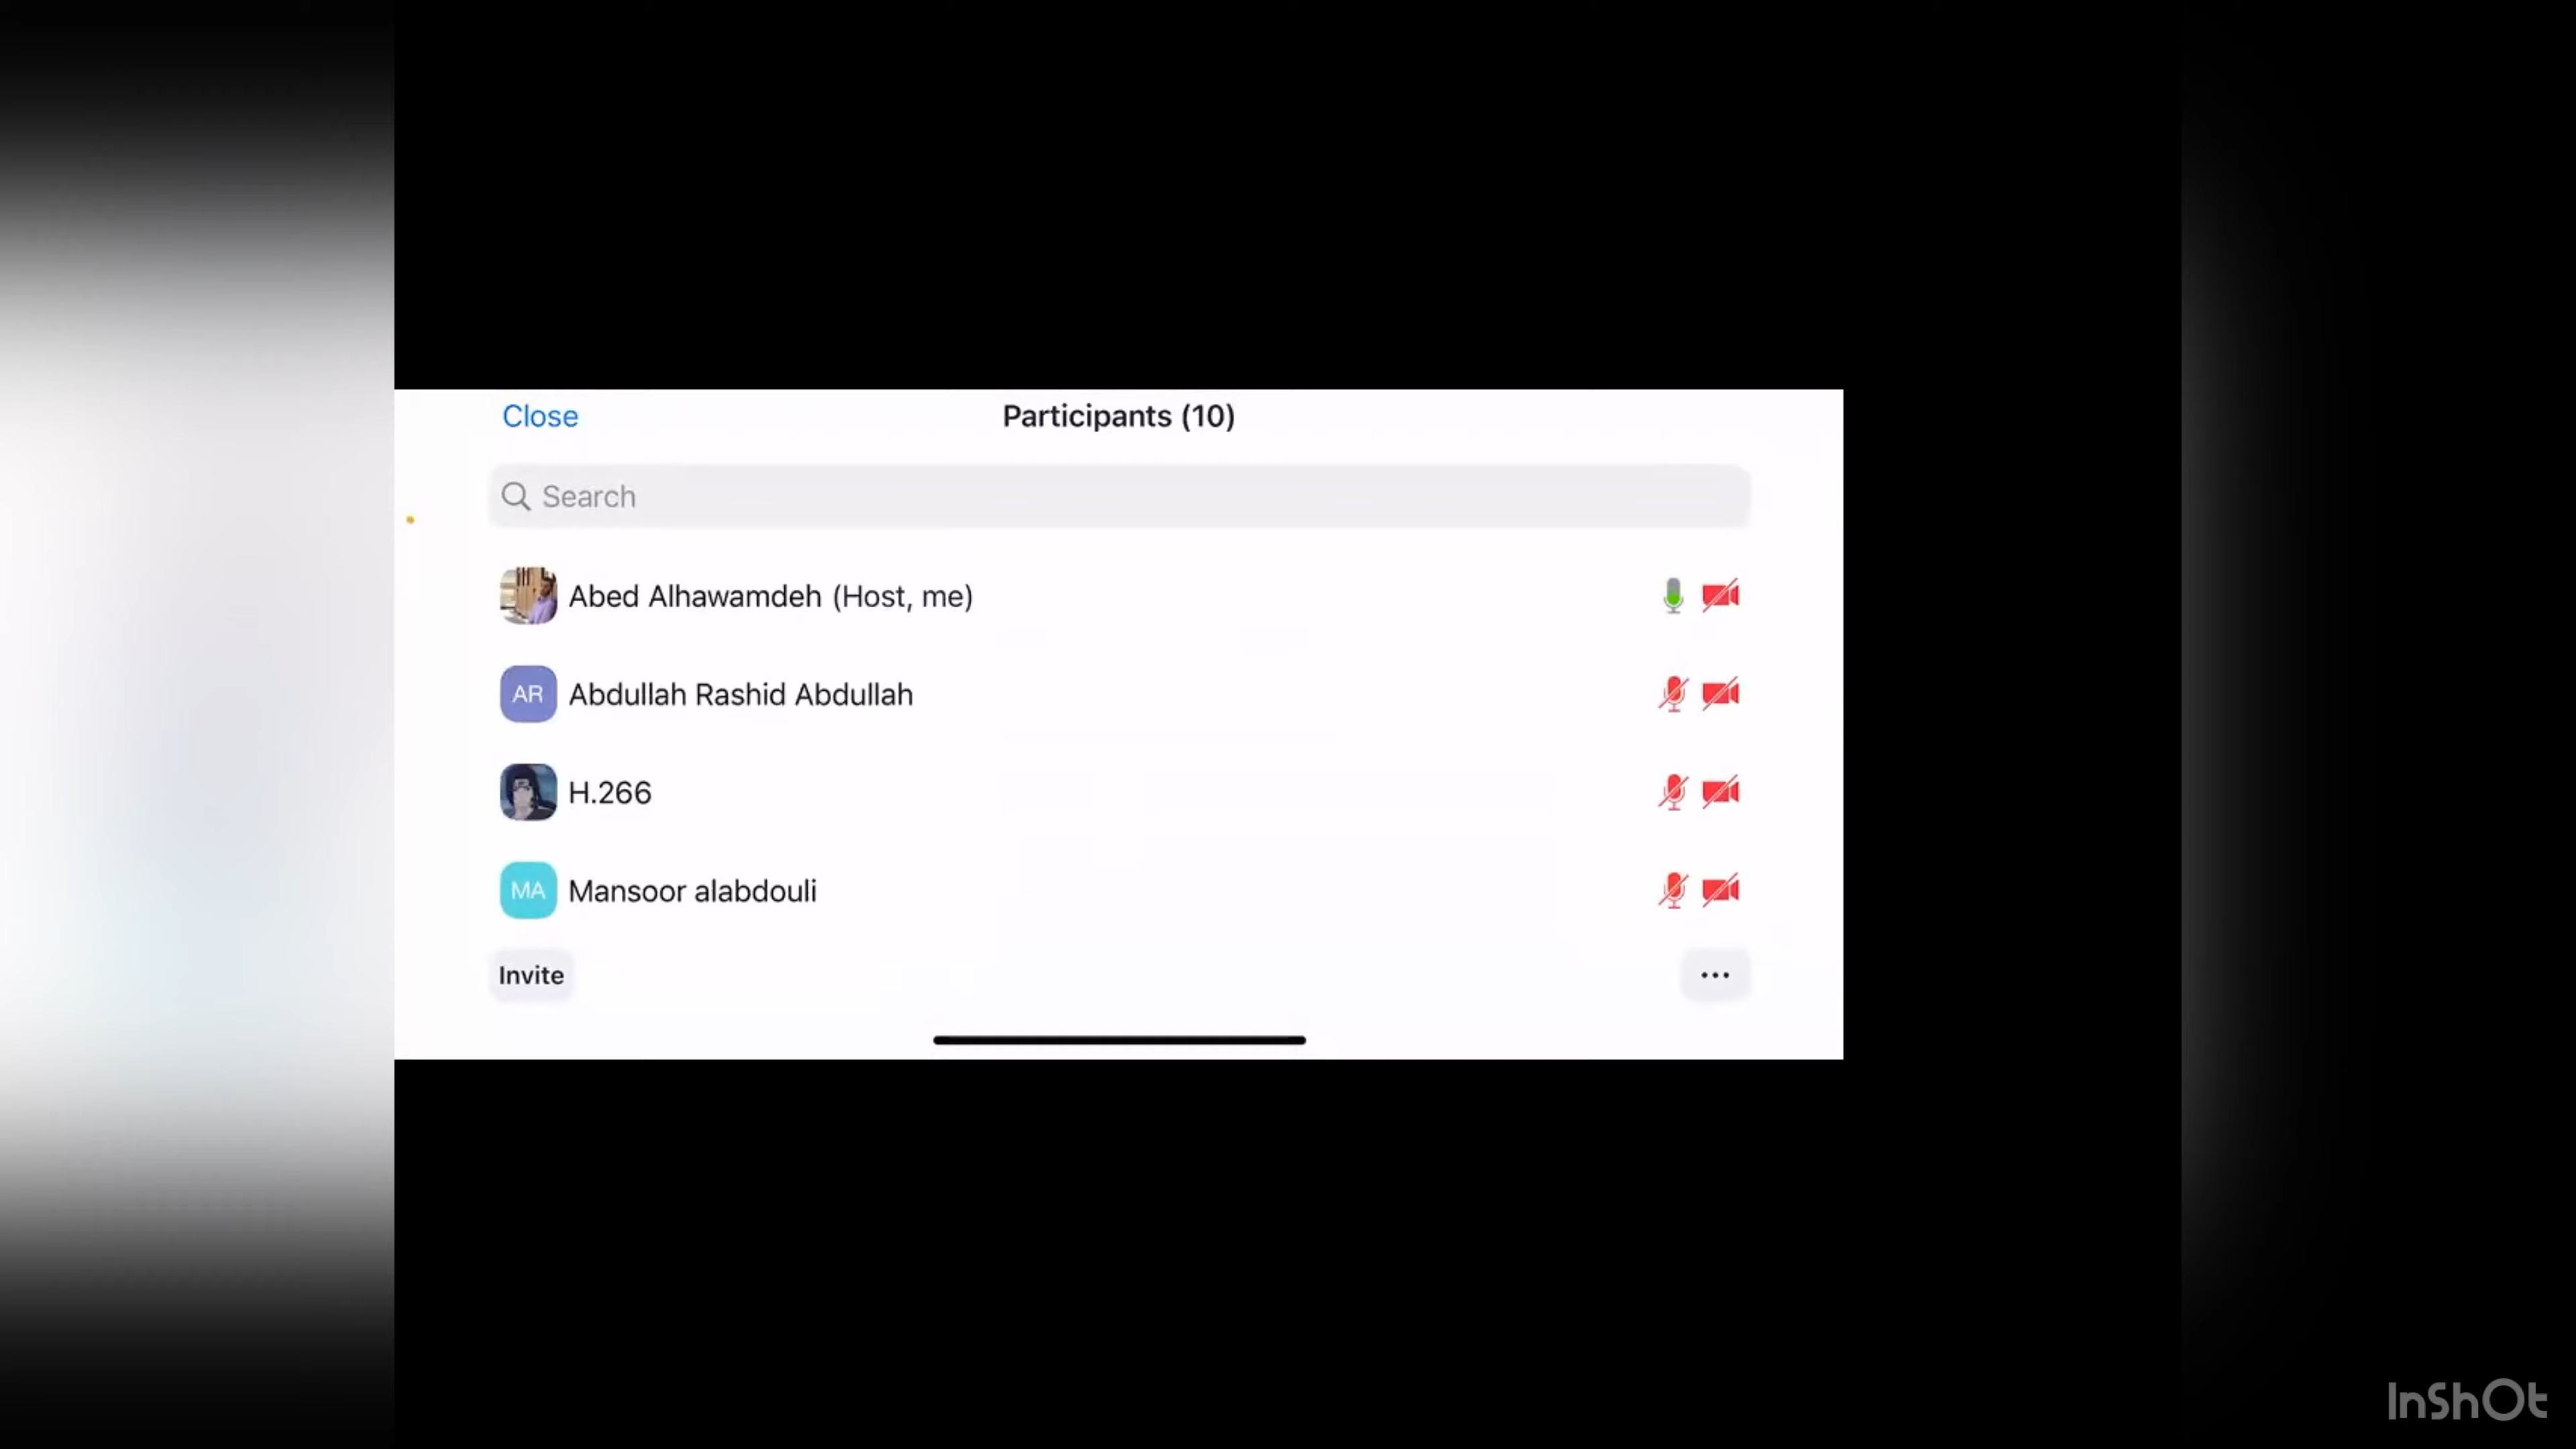 Close
Participants (10)
Search
Abed Alhawamdeh (Host, me)
AR
Abdullah Rashid Abdullah
H.266
MA
Mansoor alabdouli
Invite
InShOt